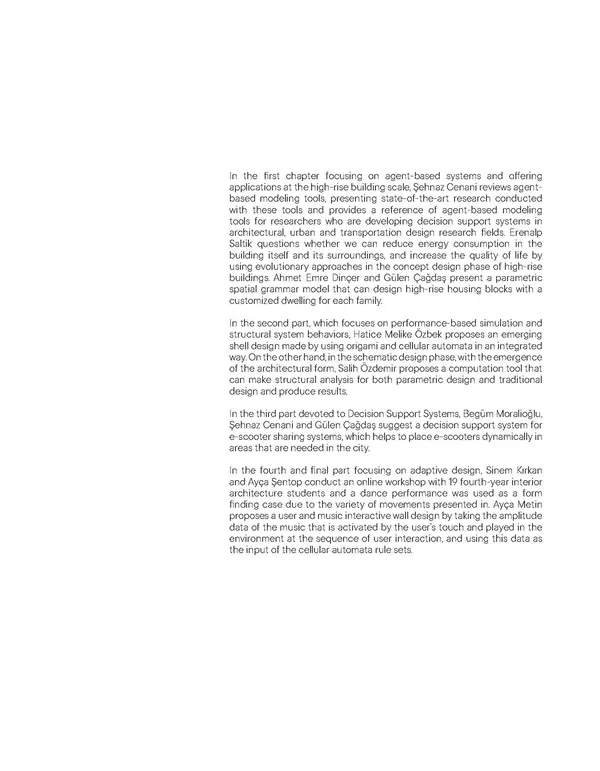 In the first chapter focusing on agent-based systems and offering
applications at the high-rise building scale, Şehnaz Cenani reviews agent-
based modeling tools, presenting state-of-the-art research conducted
with these tools and provides a reference of agent-based modeling
tools for researchers who are developing decision support systems in
architectural, urban and transportation design research fields. Erenalp
Saltik questions whether we can reduce energy consumption in the
building itself and its surroundings, and increase the quality of life by
using evolutionary approaches in the concept design phase of high-rise
buildings. Ahmet Emre Dinçer and Gülen Çağdaş present a parametric
spatial grammar model that can design high-rise housing blocks with a
customized dwelling for each family.
In the second part, which focuses on performance-based simulation and
structural system behaviors, Hatice Melike Özbek proposes an emerging
shell design made by using origami and cellular automata in an integrated
way. On the other hand, in the schematic design phase, with the emergence
of the architectural form, Salih Özdemir proposes a computation tool that
can make structural analysis for both parametric design and traditional
design and produce results.
In the third part devoted to Decision Support Systems, Begüm Moralıoğlu,
Şehnaz Cenani and Gülen Çağdaş suggest a decision support system for
e-scooter sharing systems, which helps to place e-scooters dynamically in
areas that are needed in the city.
In the fourth and final part focusing on adaptive design, Sinem Kırkan
and Ayça Şentop conduct an online workshop with 19 fourth-year interior
architecture students and a dance performance was used as a form
finding case due to the variety of movements presented in. Ayça Metin
proposes a user and music interactive wall design by taking the amplitude
data of the music that is activated by the user's touch and played in the
environment at the sequence of user interaction, and using this data as
the input of the cellular automata rule sets.